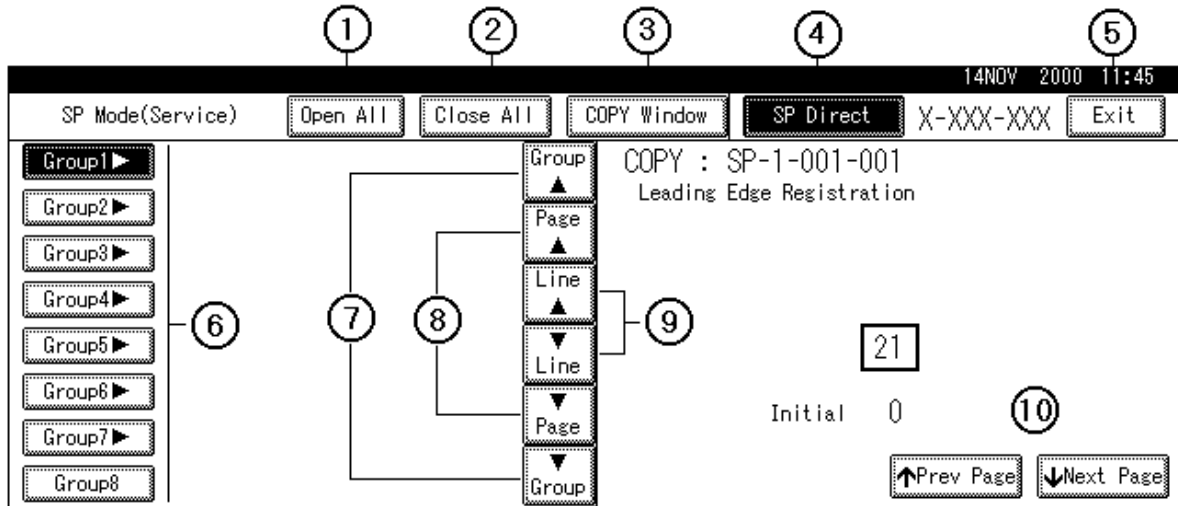 1 2 3 4 5
14NOV 2000 11:45
SP Mode(Service) Open All Close All COPY Window SP Direct X-XXX-XXX Exit
Group1▶ Group ▲ COPY : SP-1-001-001
Leading Edge Registration
Group2▶ Page ▲
Group3▶ Line ▲
Group4▶
6 7 8 9
Group5▶ ▼ Line 21
Group6▶ ▼ Page Initial 0 10
Group7▶
Group8 ▼ Group ↑Prev Page ↓Next Page